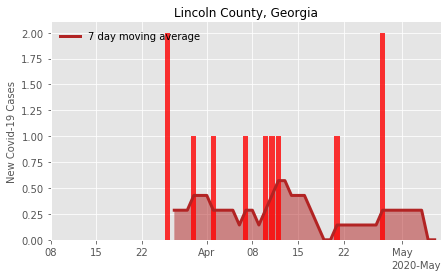 Lincoln County, Georgia
7 day moving average
New Covid-19 Cases
2.00
1.75
1.50
1.25
1.00
0.75
0.50
0.25
0.00
08 15 22 Apr 08 15 22 May
2020-May